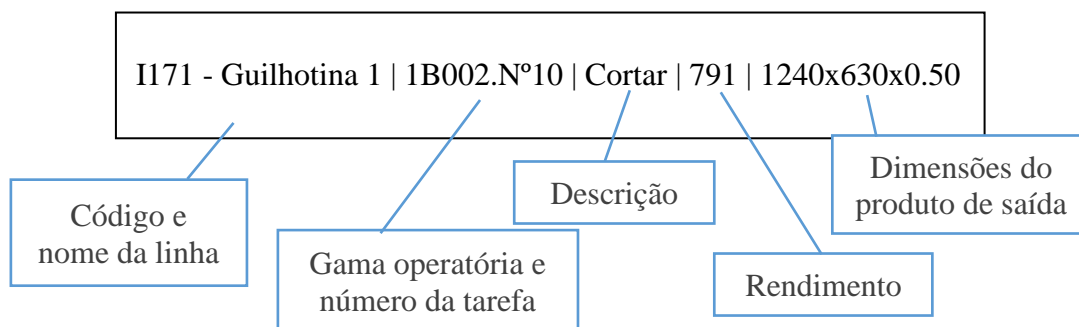 I171 - Guilhotina 1 | 1B002.Nº10 | Cortar | 791 | 1240x630x0.50
Código e
nome da linha
Gama operatória e
número da tarefa
Descrição
Rendimento
Dimensões do
produto de saída